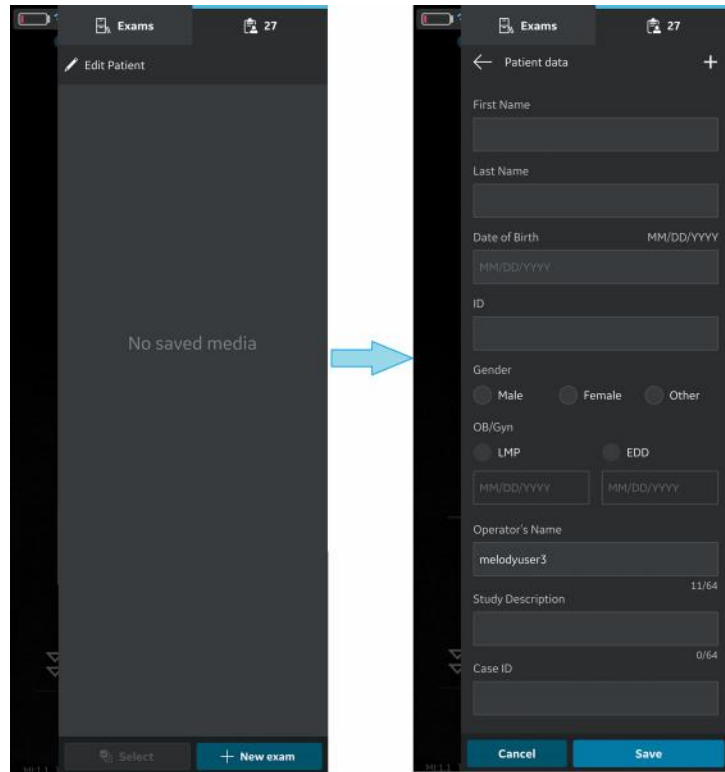 Exams
27
Edit Patient
No saved media
Select
+ New exam
Exams
27
Patient data
+
First Name
Last Name
Date of Birth MM/DD/YYYY
MM/DD/YYYY
ID
Gender
Male Female Other
OB/Gyn
LMP EDD
MM/DD/YYYY MM/DD/YYYY
Operator's Name
melodyuser3
11/64
Study Description
0/64
Case ID
Cancel Save